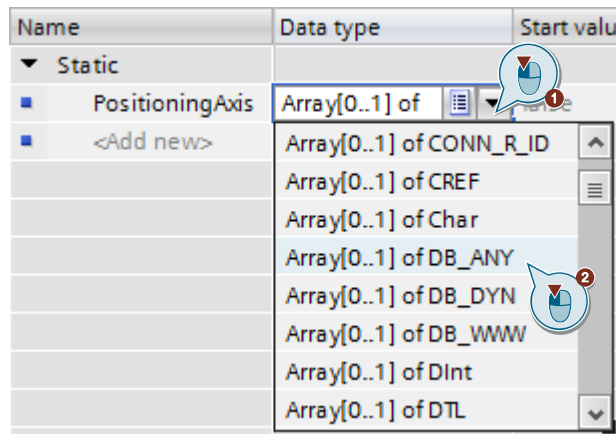 Name Data type Start valu
Static
PositioningAxis Array[0..1] of
1
<Add new> Array[0..1] of CONN_R_ID
Array[0..1] of CREF
Array[0..1] of Char
Array[0..1] of DB_ANY
2
Array[0..1] of DB_DYN
Array[0..1] of DB_WWW
Array[0..1] of DInt
Array[0..1] of DTL